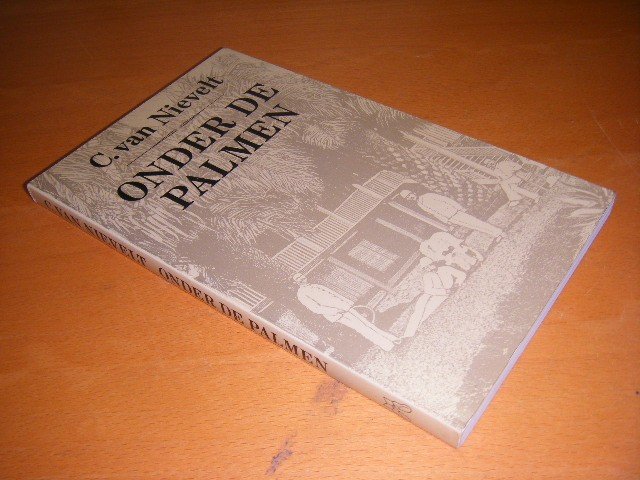 C. van Nievelt
ONDER DE
PALMEN
C. VAN NIEVELT ONDER DE PALMEN